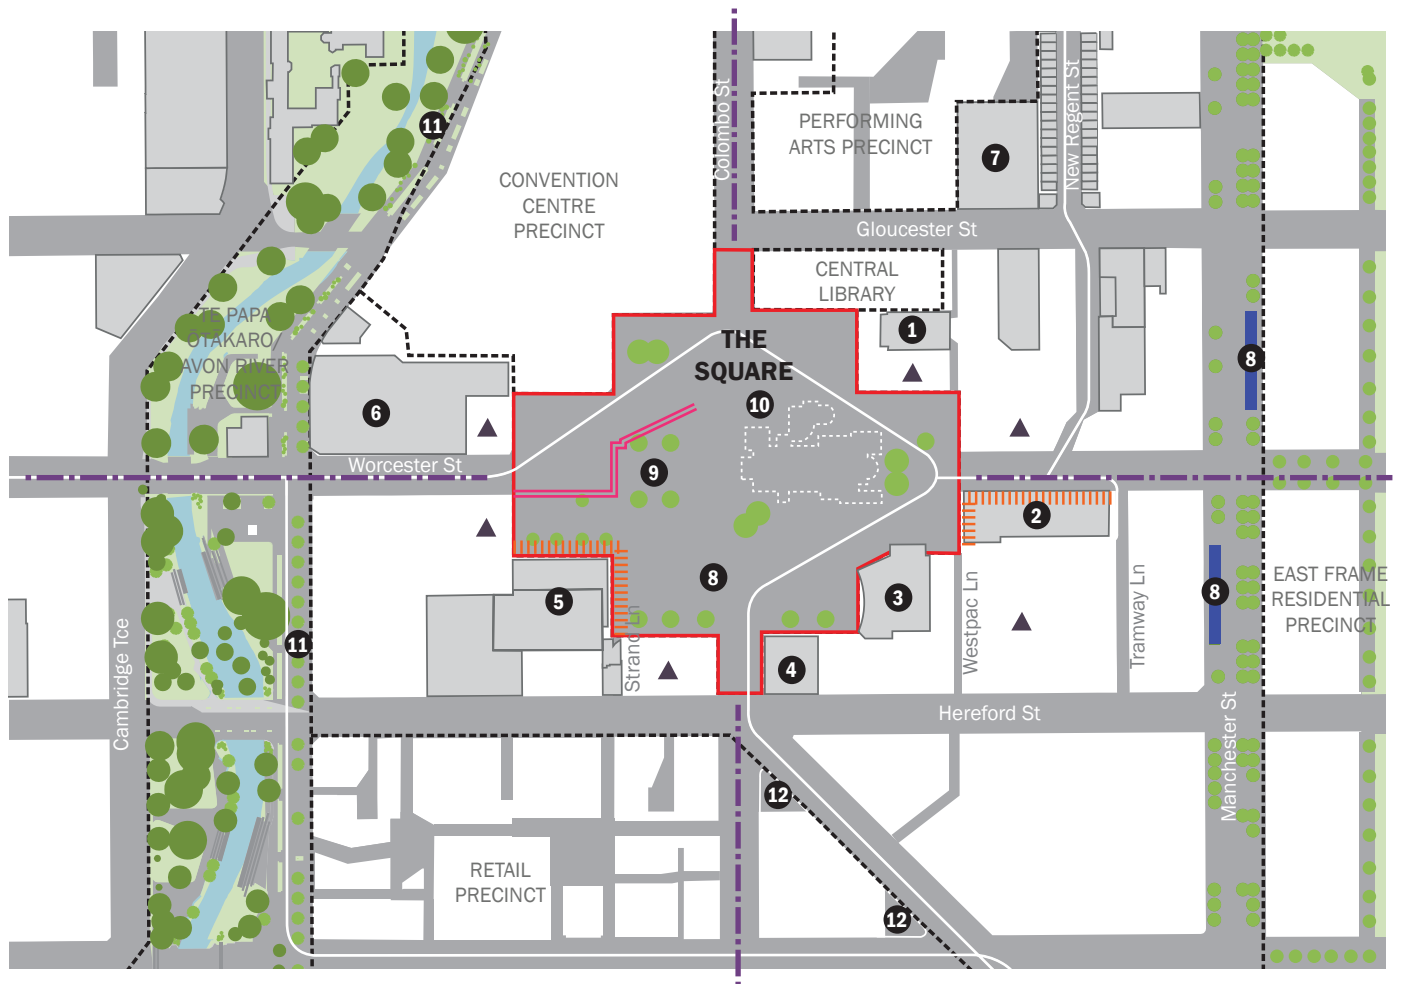 Colombo St
New Regent St
11
PERFORMING
ARTS PRECINCT
7
CONVENTION
CENTRE
PRECINCT
Gloucester St
CENTRAL
LIBRARY
TE PAPA
ŌTĀKARO/
AVON RIVER
PRECINCT
1
THE
SQUARE
8
6
10
Worcester St
9
2
8
5
3
8
EAST FRAME
RESIDENTIAL
PRECINCT
Cambridge Tce
11
Strand Ln
4
Westpac Ln
Tramway Ln
Hereford St
Manchester St
12
RETAIL
PRECINCT
12